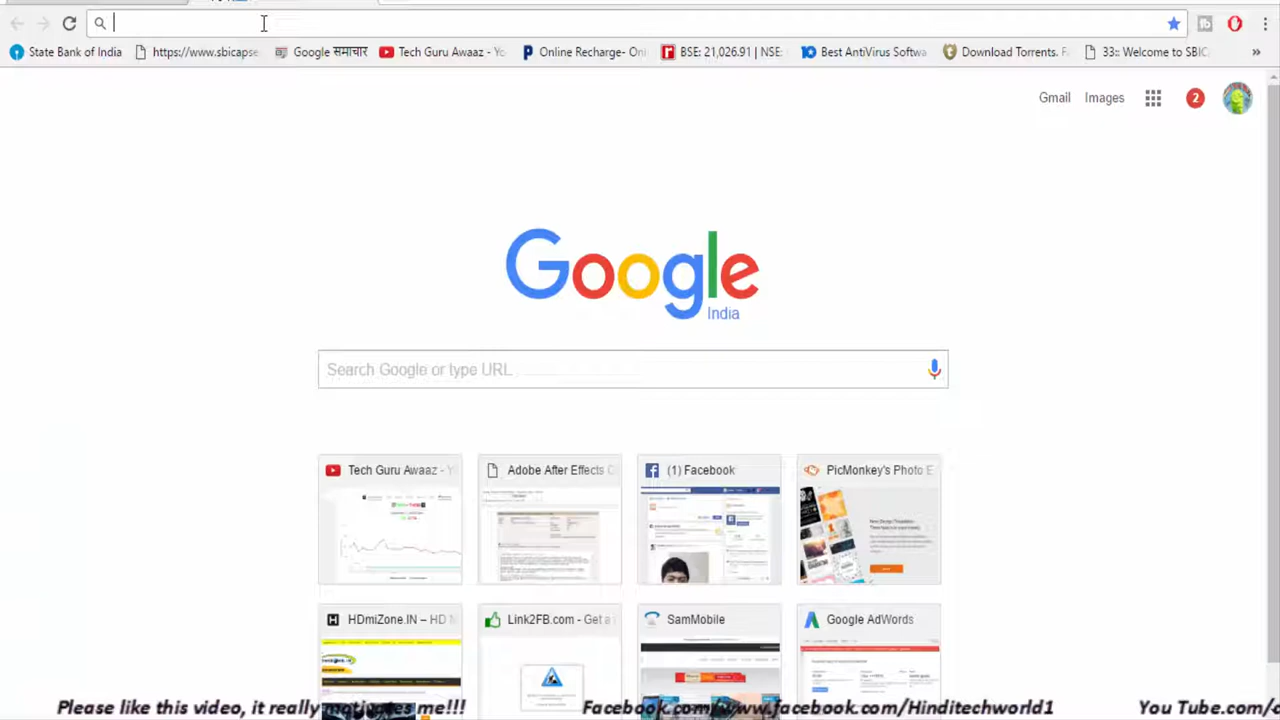 State Bank of India https://www.sbicapse Google समाचार Tech Guru Awaaz - Yo Online Recharge- Onl BSE: 21,026.91 | NSE: Best AntiVirus Softwa Download Torrents. F 33:: Welcome to SBIC »
Gmail Images 2
Google
India
Search Google or type URL
Tech Guru Awaaz - Y Adobe After Effects C (1) Facebook PicMonkey's Photo E
HDmiZone.IN – HD M Link2FB.com - Get a SamMobile Google AdWords
Please like this video, it really me!!! Facebook.com/www.facebook.com/Hinditechworld1 You Tube.com/c